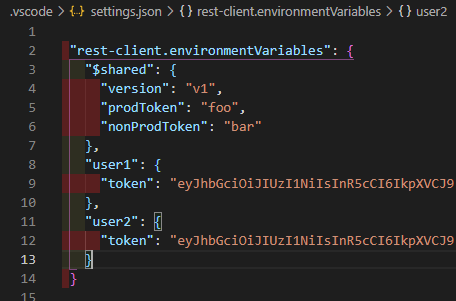 .vscode > {..} settings.json > {} rest-client.environmentVariables > {} user2
1
2 "rest-client.environmentVariables": {
3 "$shared": {
4 "version": "v1",
5 "prodToken": "foo",
6 "nonProdToken": "bar"
7 },
8 "user1": {
9 "token": "eyJhbGciOiJIUzI1NiIsInR5cCI6IkpXVCJ9
10 },
11 "user2": {
12 "token": "eyJhbGciOiJIUzI1NiIsInR5cCI6IkpXVCJ9
13 }
14 }
15